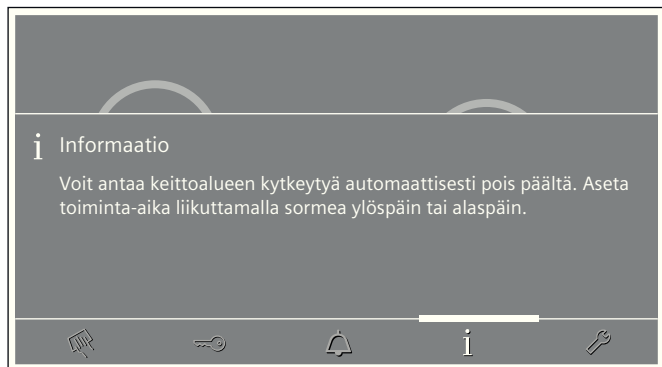 i Informaatio
Voit antaa keittoalueen kytkeytyä automaattisesti pois päältä. Aseta
toiminta-aika liikuttamalla sormea ylöspäin tai alaspäin.
i